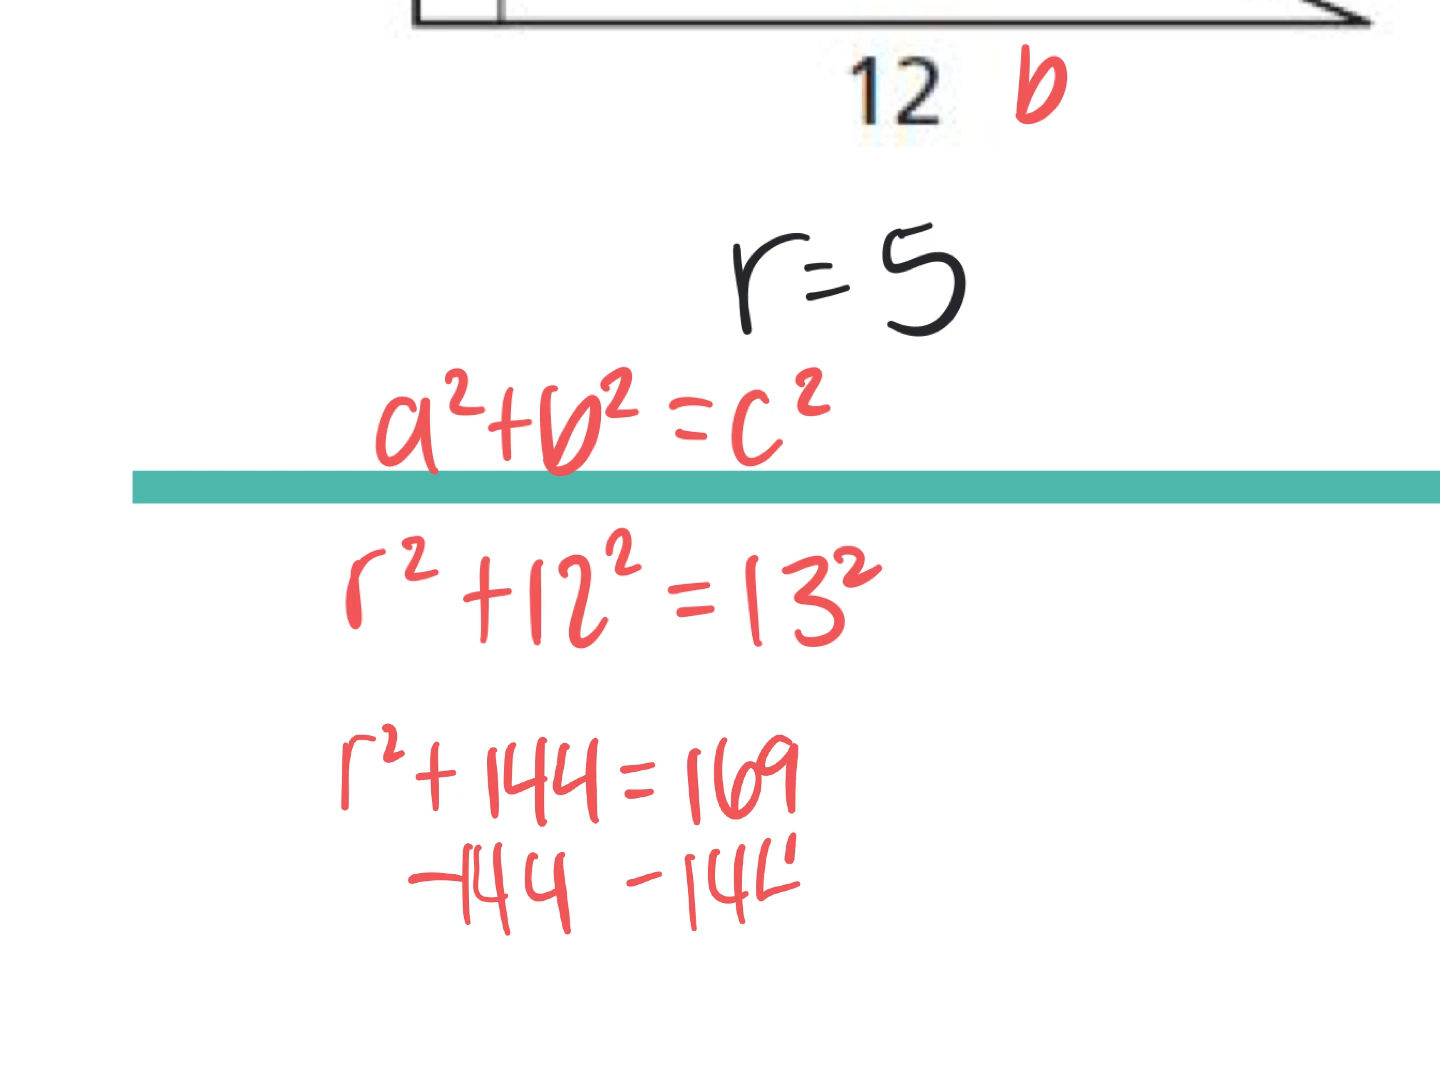 12 b
r=5
a²+b²=c²
r²+12²=13²
r²+144=169
-144 -144